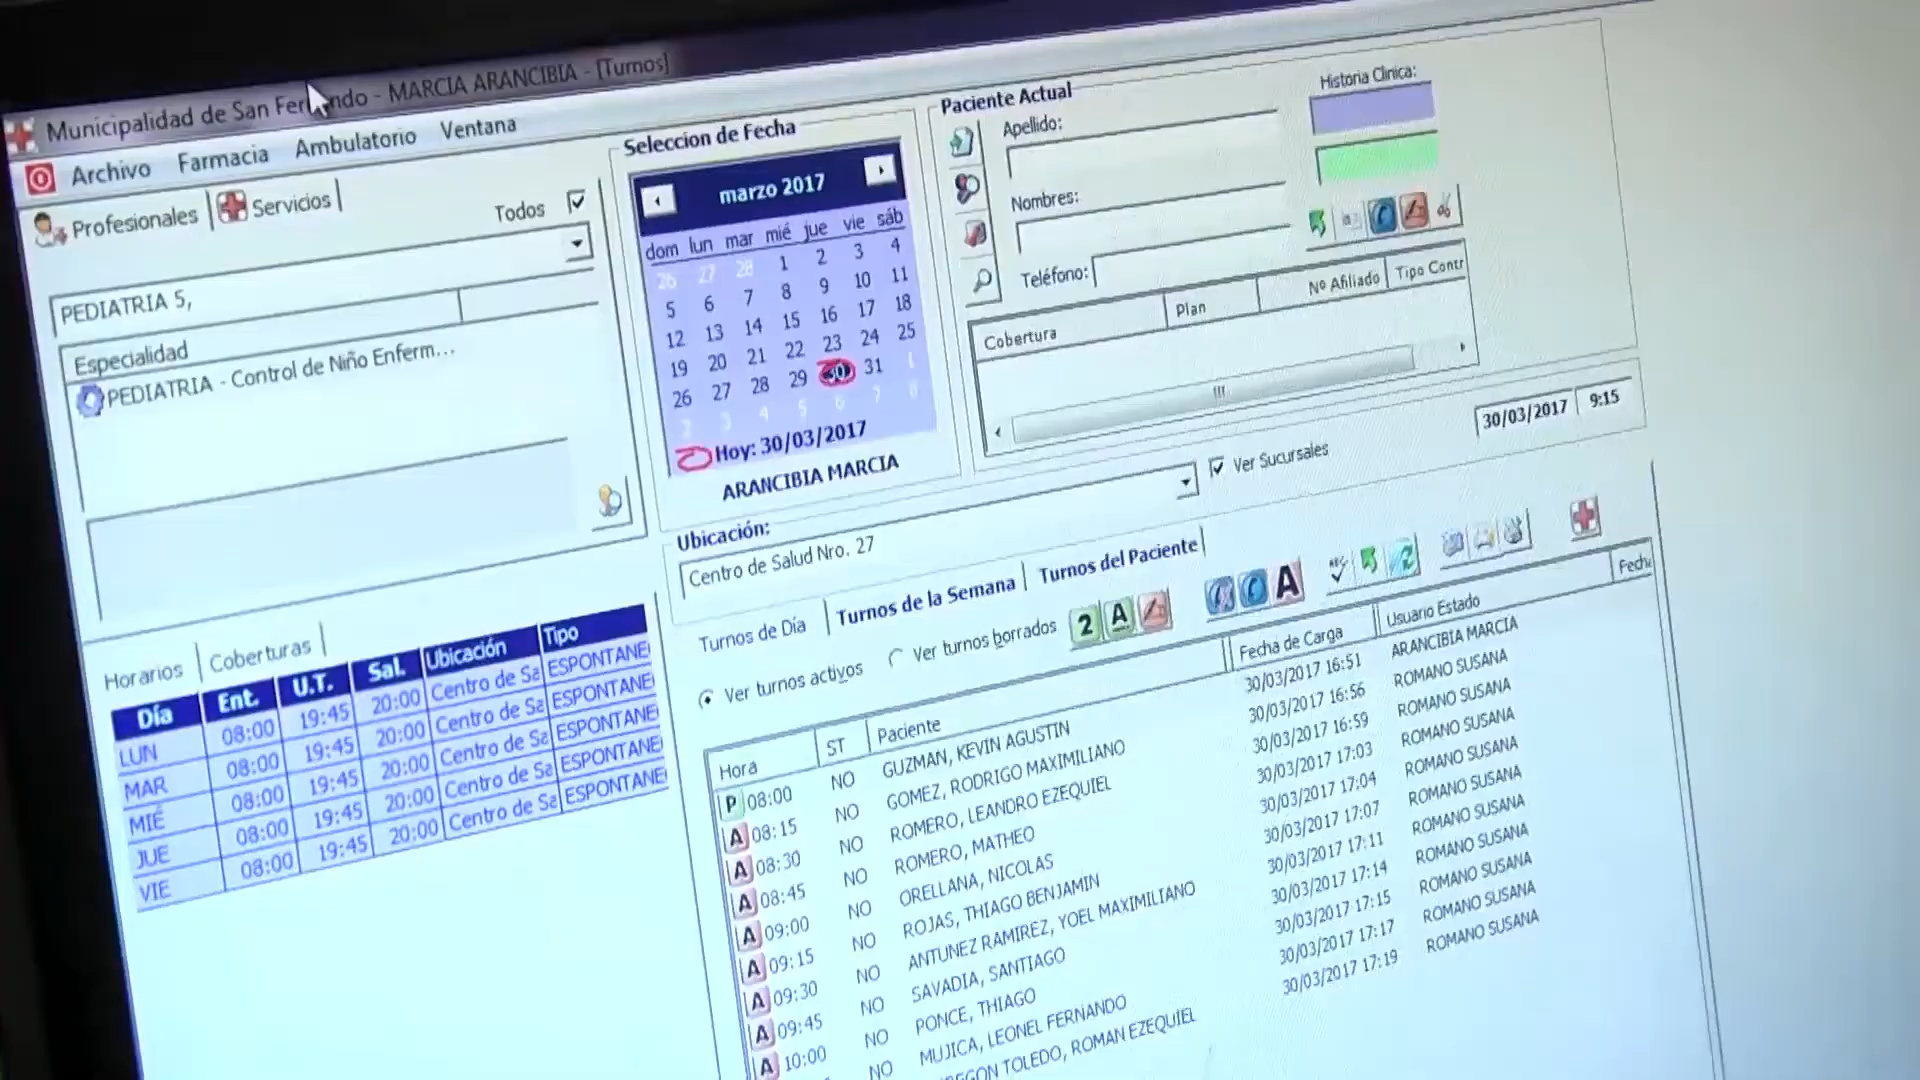 Municipalidad de San Fernando - MARCIA ARANCIBIA - [Turnos]
Archivo Farmacia Ambulatorio Ventana
Profesionales Servicios
Todos
PEDIATRIA 5,
Especialidad
PEDIATRIA - Control de Niño Enferm...
Seleccion de Fecha
marzo 2017
dom lun mar mié jue vie sáb
26 27 28 1 2 3 4
5 6 7 8 9 10 11
12 13 14 15 16 17 18
19 20 21 22 23 24 25
26 27 28 29 30 31 1
2 3 4 5 6 7 8
Hoy: 30/03/2017
ARANCIBIA MARCIA
Paciente Actual
Apellido:
Nombres:
Teléfono:
Historia Clinica:
Cobertura Plan Nº Afiliado Tipo Contr
30/03/2017 9:15
Ubicación:
Centro de Salud Nro. 27
Ver Sucursales
Turnos de Día Turnos de la Semana Turnos del Paciente
Ver turnos activos Ver turnos borrados 2 A A
Horarios Coberturas
Día Ent. U.T. Sal. Ubicación Tipo
LUN 08:00 19:45 20:00 Centro de Sa ESPONTANE
MAR 08:00 19:45 20:00 Centro de Sa ESPONTANE
MIÉ 08:00 19:45 20:00 Centro de Sa ESPONTANE
JUE 08:00 19:45 20:00 Centro de Sa ESPONTANE
VIE 08:00 19:45 20:00 Centro de Sa ESPONTANE
Hora ST Paciente Fecha de Carga Usuario Estado Fecha
P 08:00 NO GUZMAN, KEVIN AGUSTIN 30/03/2017 16:51 ARANCIBIA MARCIA
A 08:15 NO GOMEZ, RODRIGO MAXIMILIANO 30/03/2017 16:56 ROMANO SUSANA
A 08:30 NO ROMERO, LEANDRO EZEQUIEL 30/03/2017 16:59 ROMANO SUSANA
A 08:45 NO ROMERO, MATHEO 30/03/2017 17:03 ROMANO SUSANA
A 09:00 NO ORELLANA, NICOLAS 30/03/2017 17:04 ROMANO SUSANA
A 09:15 NO ROJAS, THIAGO BENJAMIN 30/03/2017 17:07 ROMANO SUSANA
A 09:30 NO ANTUNEZ RAMIREZ, YOEL MAXIMILIANO 30/03/2017 17:11 ROMANO SUSANA
A 09:45 NO SAVADIA, SANTIAGO 30/03/2017 17:14 ROMANO SUSANA
A 10:00 NO PONCE, THIAGO 30/03/2017 17:15 ROMANO SUSANA
NO MUJICA, LEONEL FERNANDO 30/03/2017 17:17 ROMANO SUSANA
TOLEDO, ROMAN EZEQUIEL 30/03/2017 17:19 ROMANO SUSANA